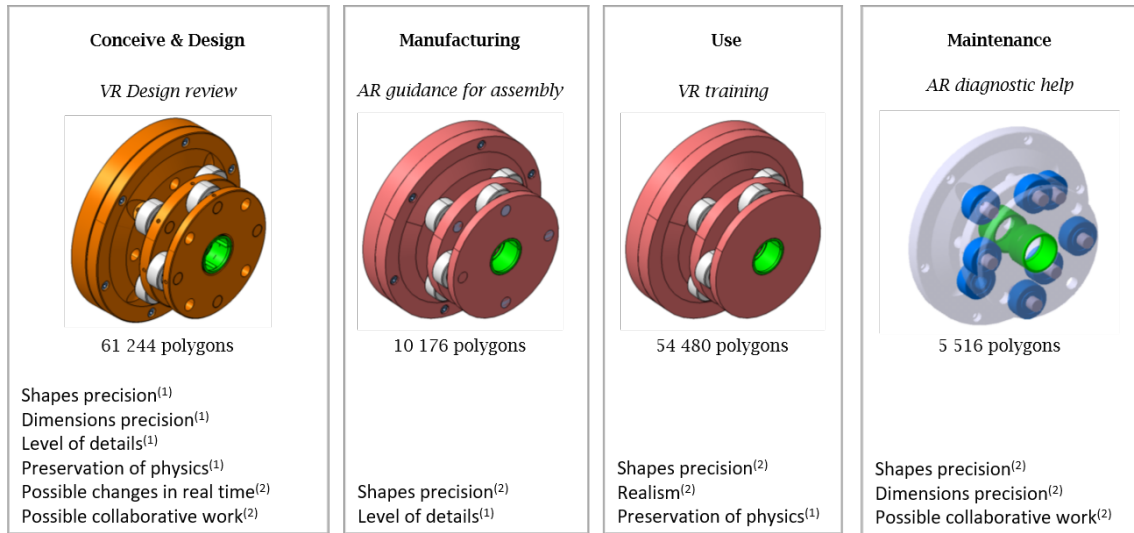 Conceive & Design
VR Design review
61 244 polygons
Shapes precision(1)
Dimensions precision(1)
Level of details(1)
Preservation of physics(1)
Possible changes in real time(2)
Possible collaborative work(2)
Manufacturing
AR guidance for assembly
10 176 polygons
Shapes precision(2)
Level of details(1)
Use
VR training
54 480 polygons
Shapes precision(2)
Realism(2)
Preservation of physics(1)
Maintenance
AR diagnostic help
5 516 polygons
Shapes precision(2)
Dimensions precision(2)
Possible collaborative work(2)